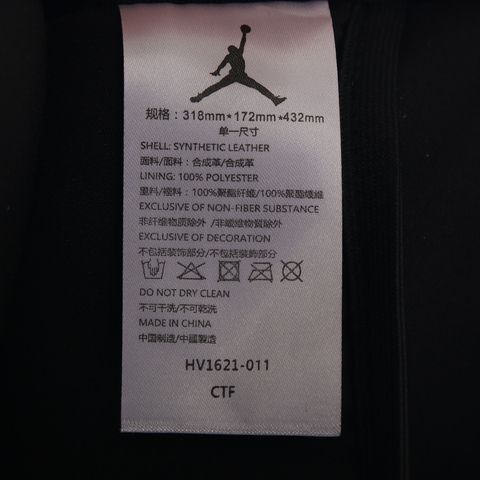 规格：318mm*172mm*432mm
单一尺寸
SHELL: SYNTHETIC LEATHER
面料/面料：合成革/合成革
LINING: 100% POLYESTER
里料/裡料：100%聚酯纤维/100%聚酯纖維
EXCLUSIVE OF NON-FIBER SUBSTANCE
非纤维物质除外 /非纖維物質除外
EXCLUSIVE OF DECORATION
不包括装饰部分/不包括裝飾部分
DO NOT DRY CLEAN
不可干洗/不可乾洗
MADE IN CHINA
中国制造/中國製造
HV1621-011
CTF